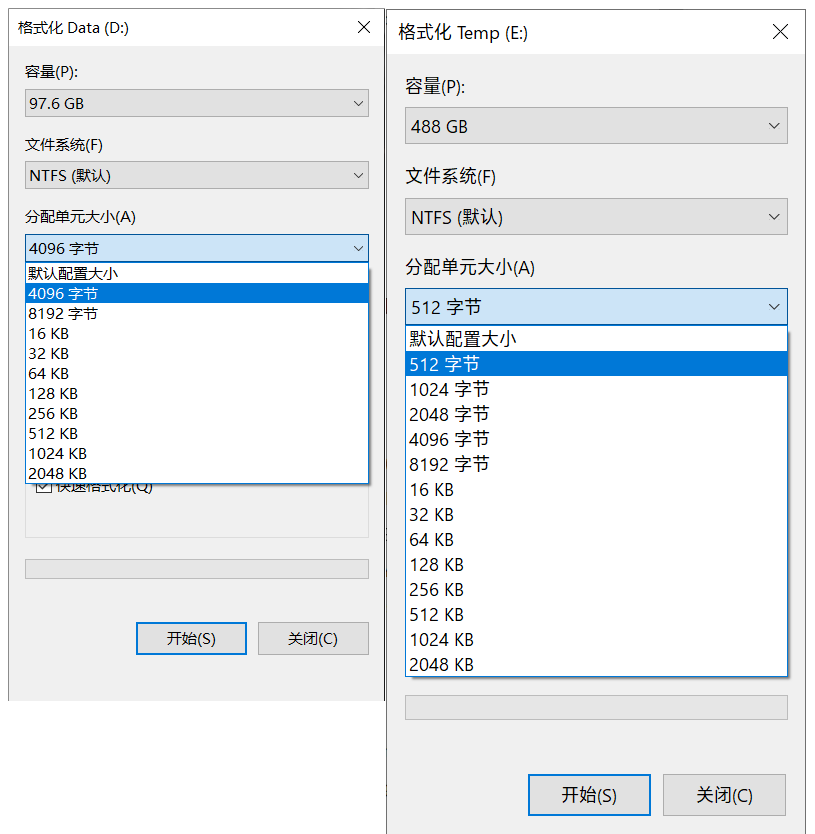 格式化 Data (D:)
容量(P):
97.6 GB
文件系统(F)
NTFS (默认)
分配单元大小(A)
4096 字节
默认配置大小
4096 字节
8192 字节
16 KB
32 KB
64 KB
128 KB
256 KB
512 KB
1024 KB
2048 KB
快速格式化(Q)
开始(S)
关闭(C)
格式化 Temp (E:)
容量(P):
488 GB
文件系统(F)
NTFS (默认)
分配单元大小(A)
512 字节
默认配置大小
512 字节
1024 字节
2048 字节
4096 字节
8192 字节
16 KB
32 KB
64 KB
128 KB
256 KB
512 KB
1024 KB
2048 KB
开始(S)
关闭(C)